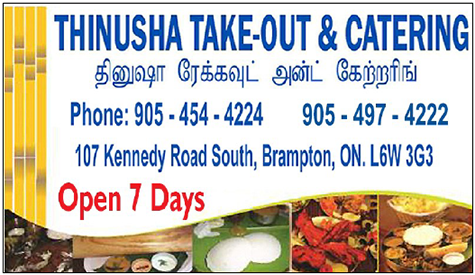 THINUSHA TAKE-OUT & CATERING
தினுஷா ரேக்கவுட் அன்ட் கேற்றரிங்
Phone: 905 - 454 - 4224 905 - 497 - 4222
107 Kennedy Road South, Brampton, ON. L6W 3G3
Open 7 Days